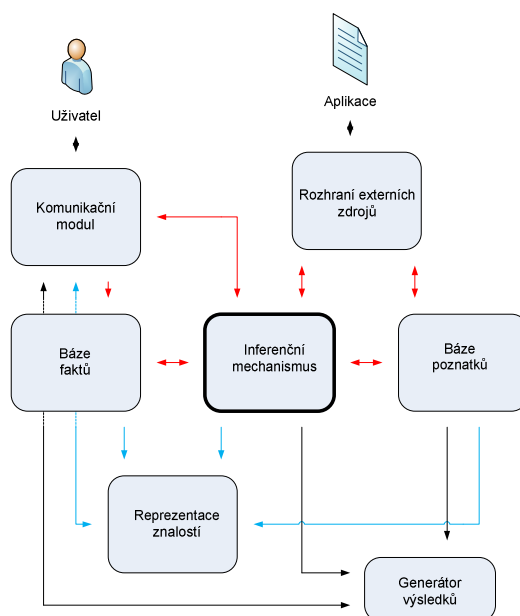 Uživatel
Aplikace
Komunikační
modul
Rozhraní externích
zdrojů
Báze
faktů
Inferenční
mechanismus
Báze
poznatků
Reprezentace
znalostí
Generátor
výsledků